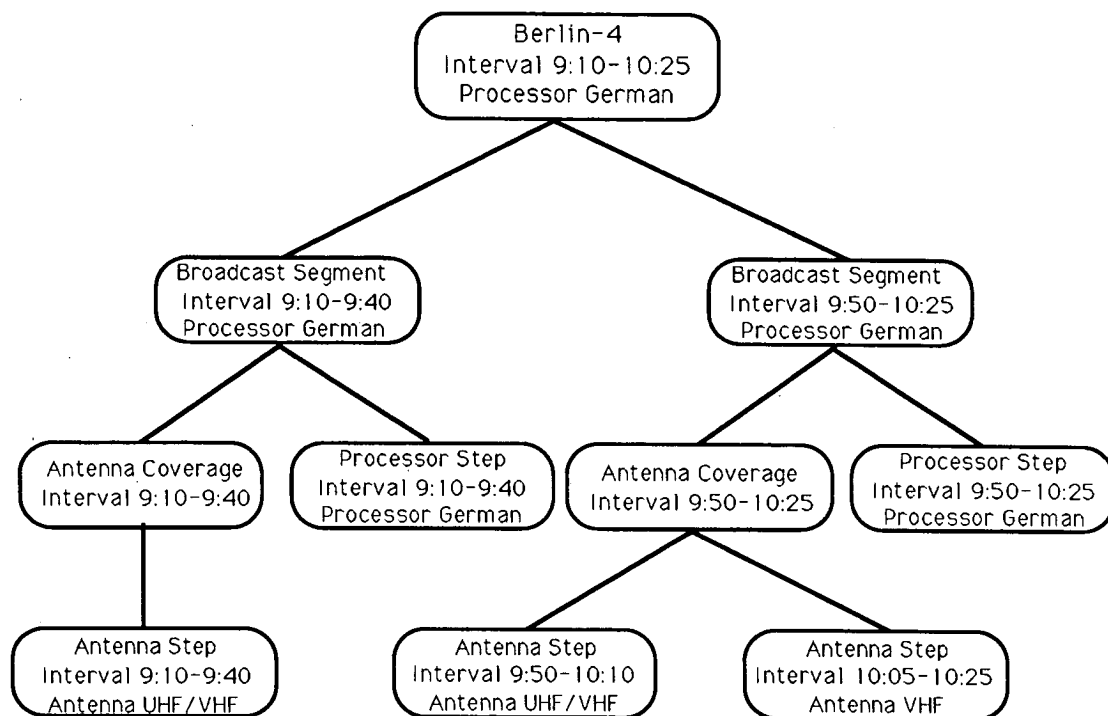 Berlin-4
Interval 9:10-10:25
Processor German
Broadcast Segment
Interval 9:10-9:40
Processor German
Broadcast Segment
Interval 9:50-10:25
Processor German
Antenna Coverage
Interval 9:10-9:40
Processor Step
Interval 9:10-9:40
Processor German
Antenna Coverage
Interval 9:50-10:25
Processor Step
Interval 9:50-10:25
Processor German
Antenna Step
Interval 9:10-9:40
Antenna UHF/VHF
Antenna Step
Interval 9:50-10:10
Antenna UHF/VHF
Antenna Step
Interval 10:05-10:25
Antenna VHF